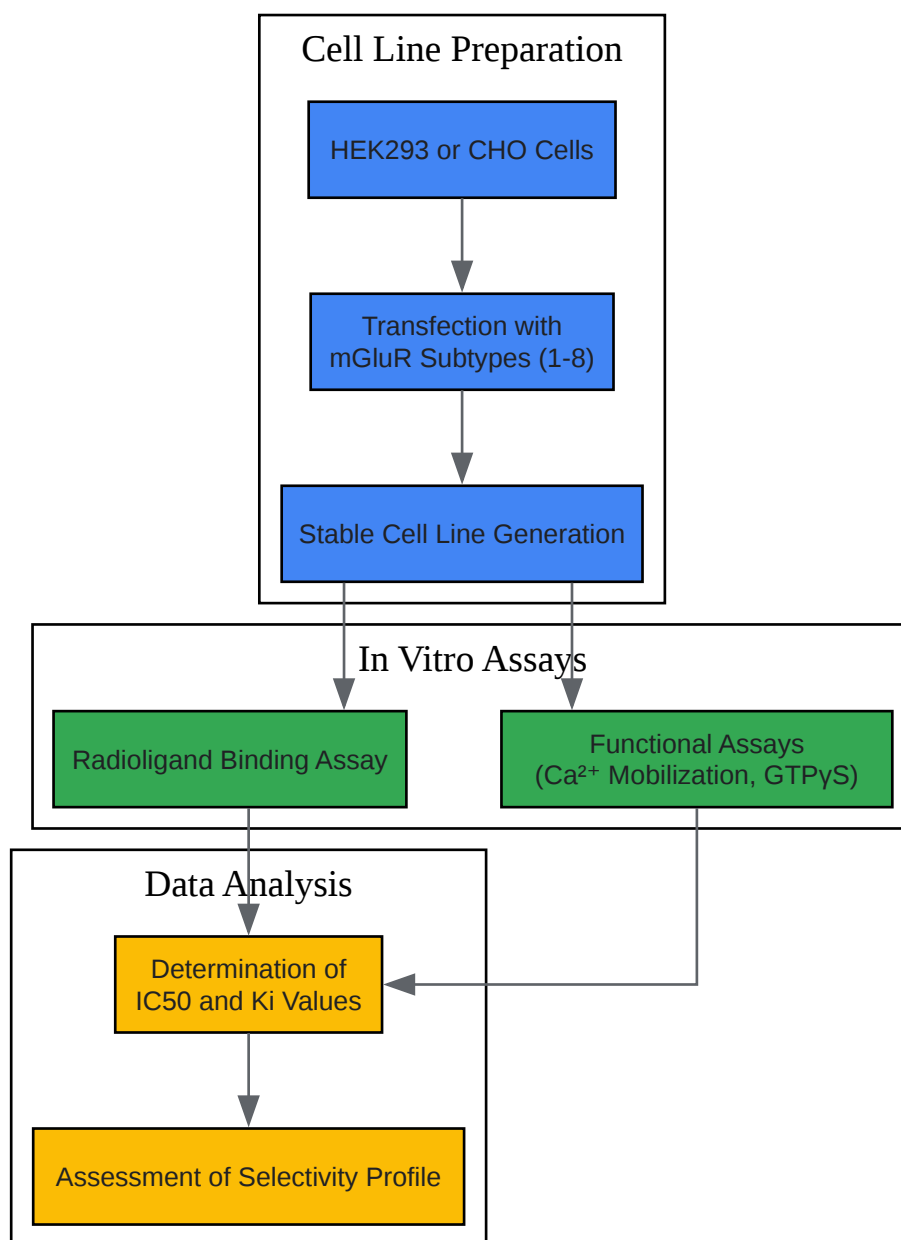 Cell Line Preparation
HEK293 or CHO Cells
Transfection with
mGluR Subtypes (1-8)
Stable Cell Line Generation
In Vitro Assays
Radioligand Binding Assay
Functional Assays
(Ca²⁺ Mobilization, GTPγS)
Data Analysis
Determination of
IC50 and Ki Values
Assessment of Selectivity Profile